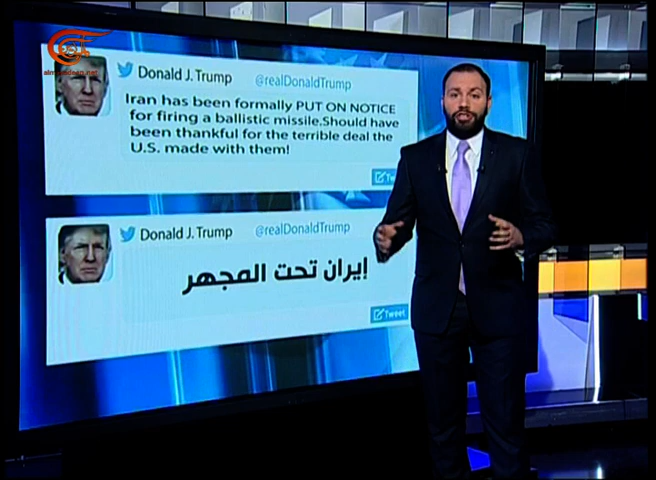 almayadeen.net
Donald J. Trump @realDonaldTrump
Iran has been formally PUT ON NOTICE
for firing a ballistic missile.Should have
been thankful for the terrible deal the
U.S. made with them!
Donald J. Trump @realDonaldTrump
إيران تحت المجهر
Tweet